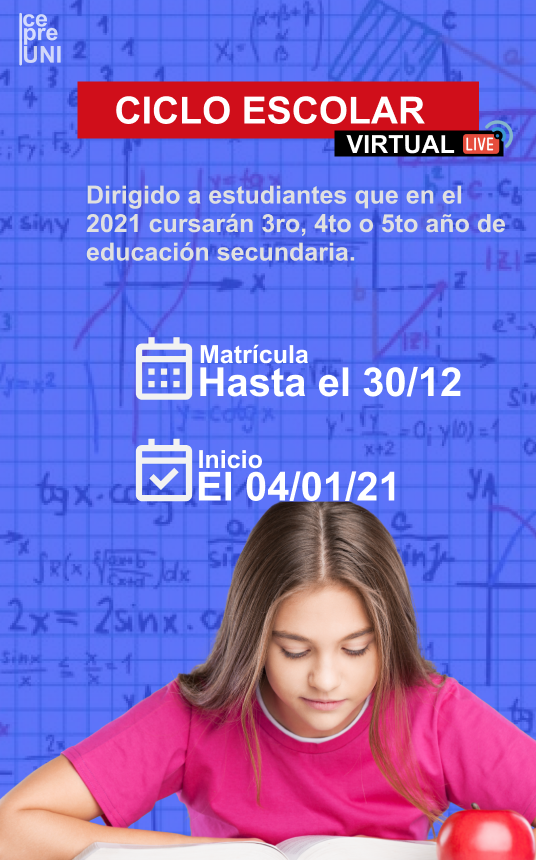 ce
pre
UNI
CICLO ESCOLAR
VIRTUAL LIVE
Dirigido a estudiantes que en el
2021 cursarán 3ro, 4to o 5to año de
educación secundaria.
Matrícula
Hasta el 30/12
Inicio
El 04/01/21